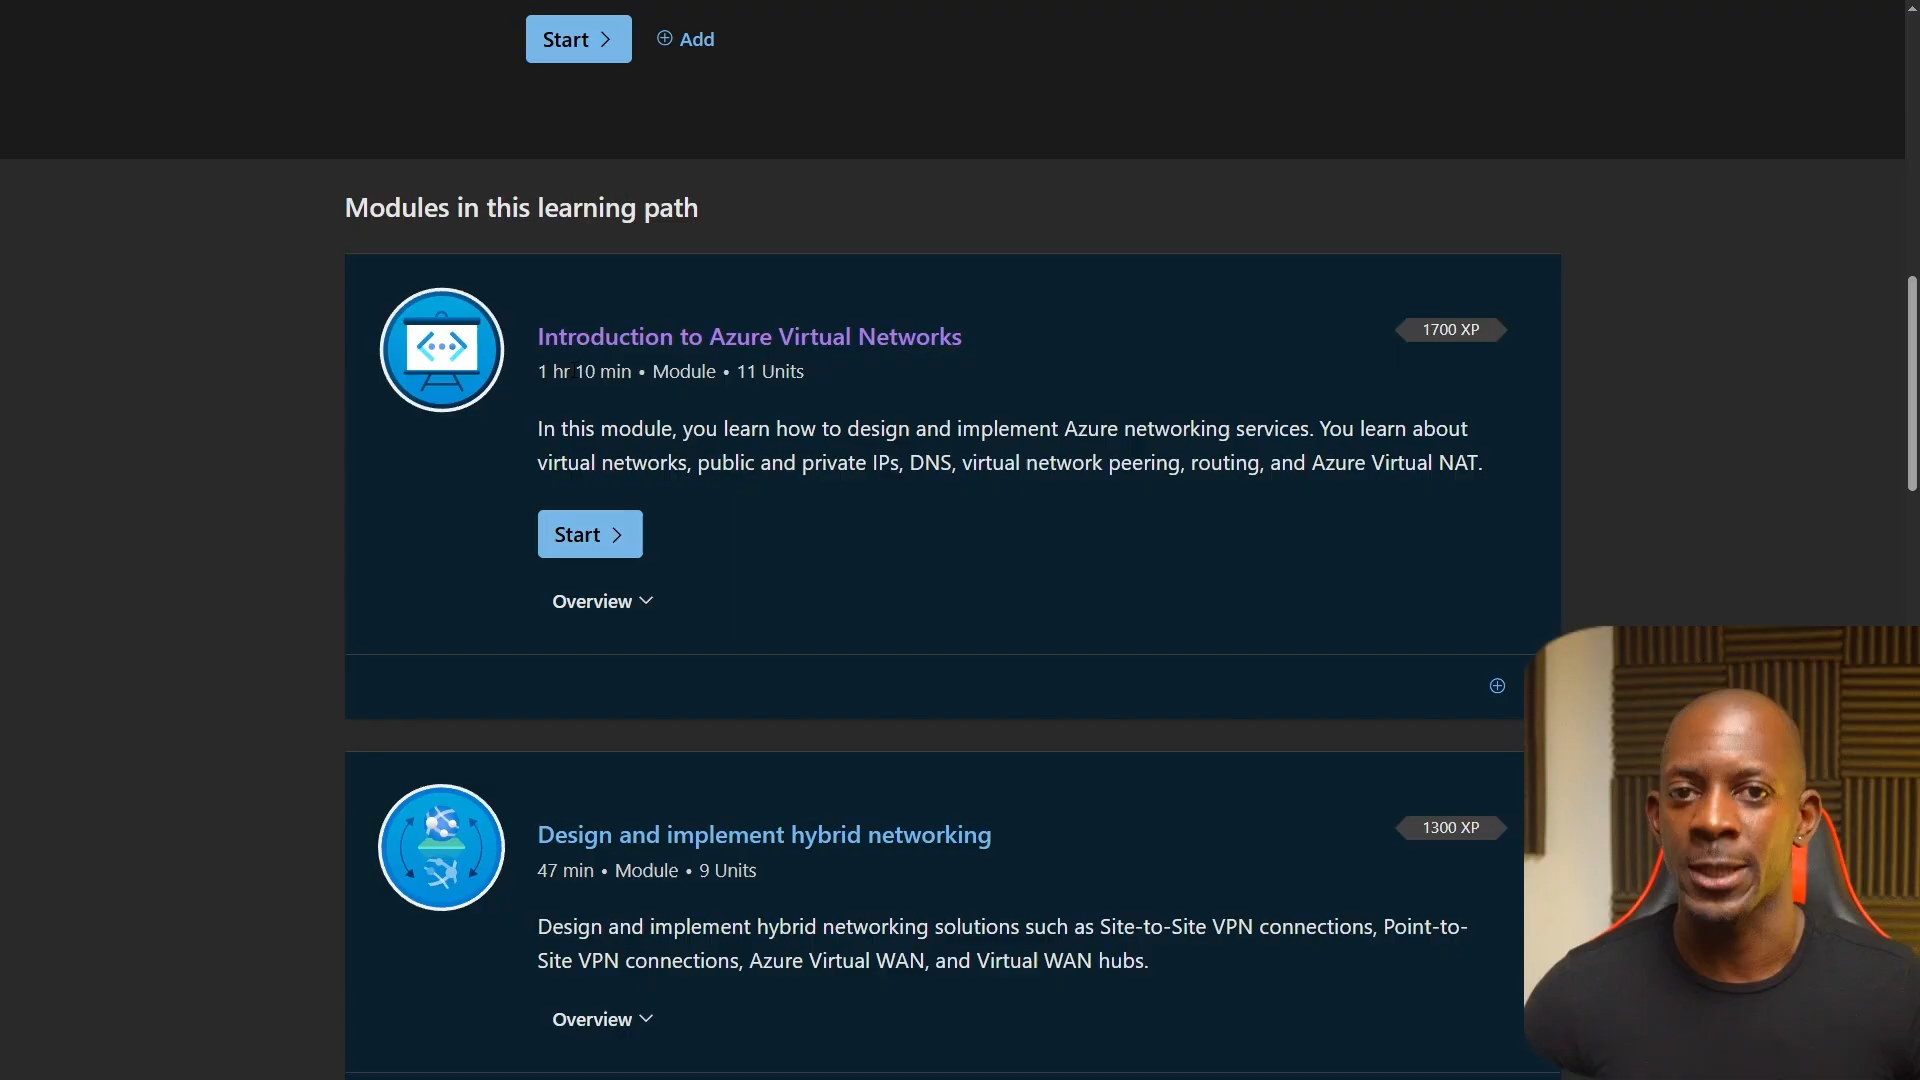 Start
Add
Modules in this learning path
Introduction to Azure Virtual Networks
1700 XP
1 hr 10 min • Module • 11 Units
In this module, you learn how to design and implement Azure networking services. You learn about
virtual networks, public and private IPs, DNS, virtual network peering, routing, and Azure Virtual NAT.
Start
Overview
Design and implement hybrid networking
1300 XP
47 min • Module • 9 Units
Design and implement hybrid networking solutions such as Site-to-Site VPN connections, Point-to-
Site VPN connections, Azure Virtual WAN, and Virtual WAN hubs.
Overview